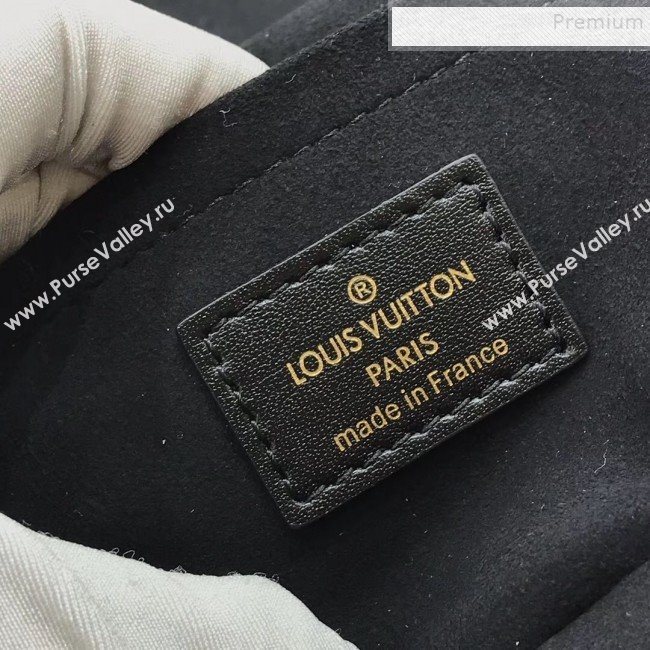 Premium
®
LOUIS VUITTON
PARIS
made in France
www.PurseValley.ru
www.PurseValley.ru